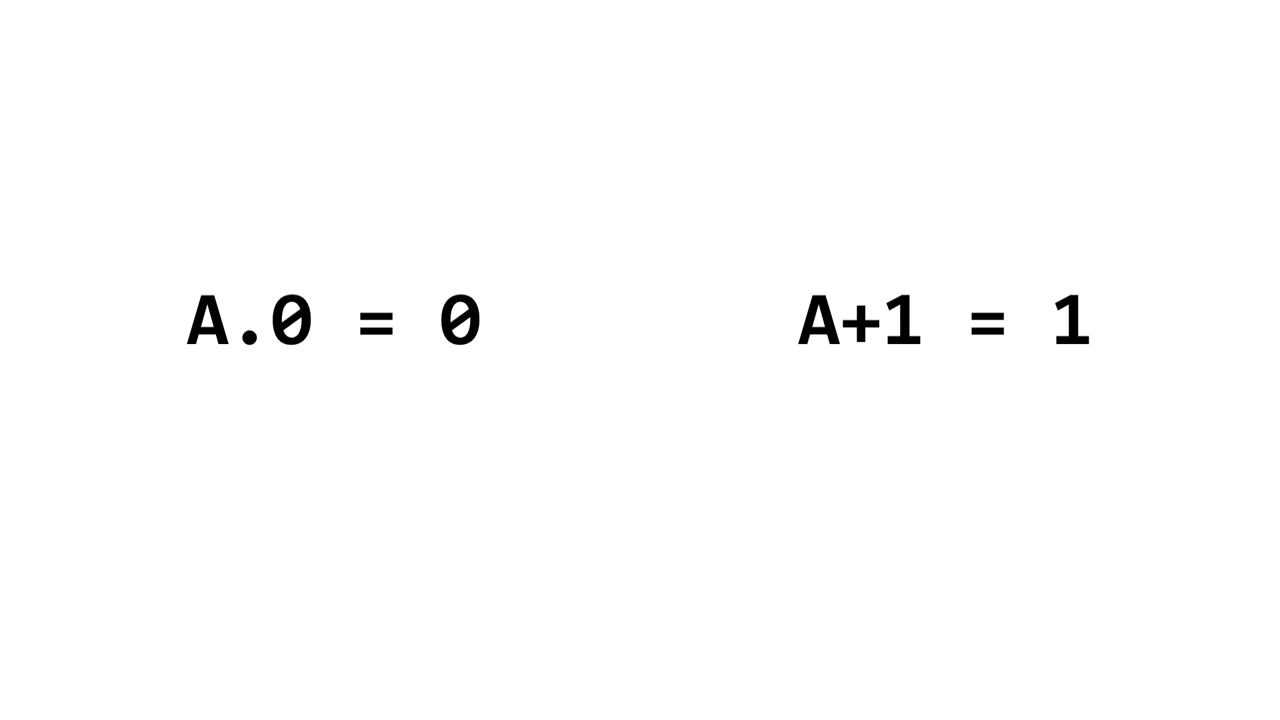 A.0 = 0
A+1 = 1